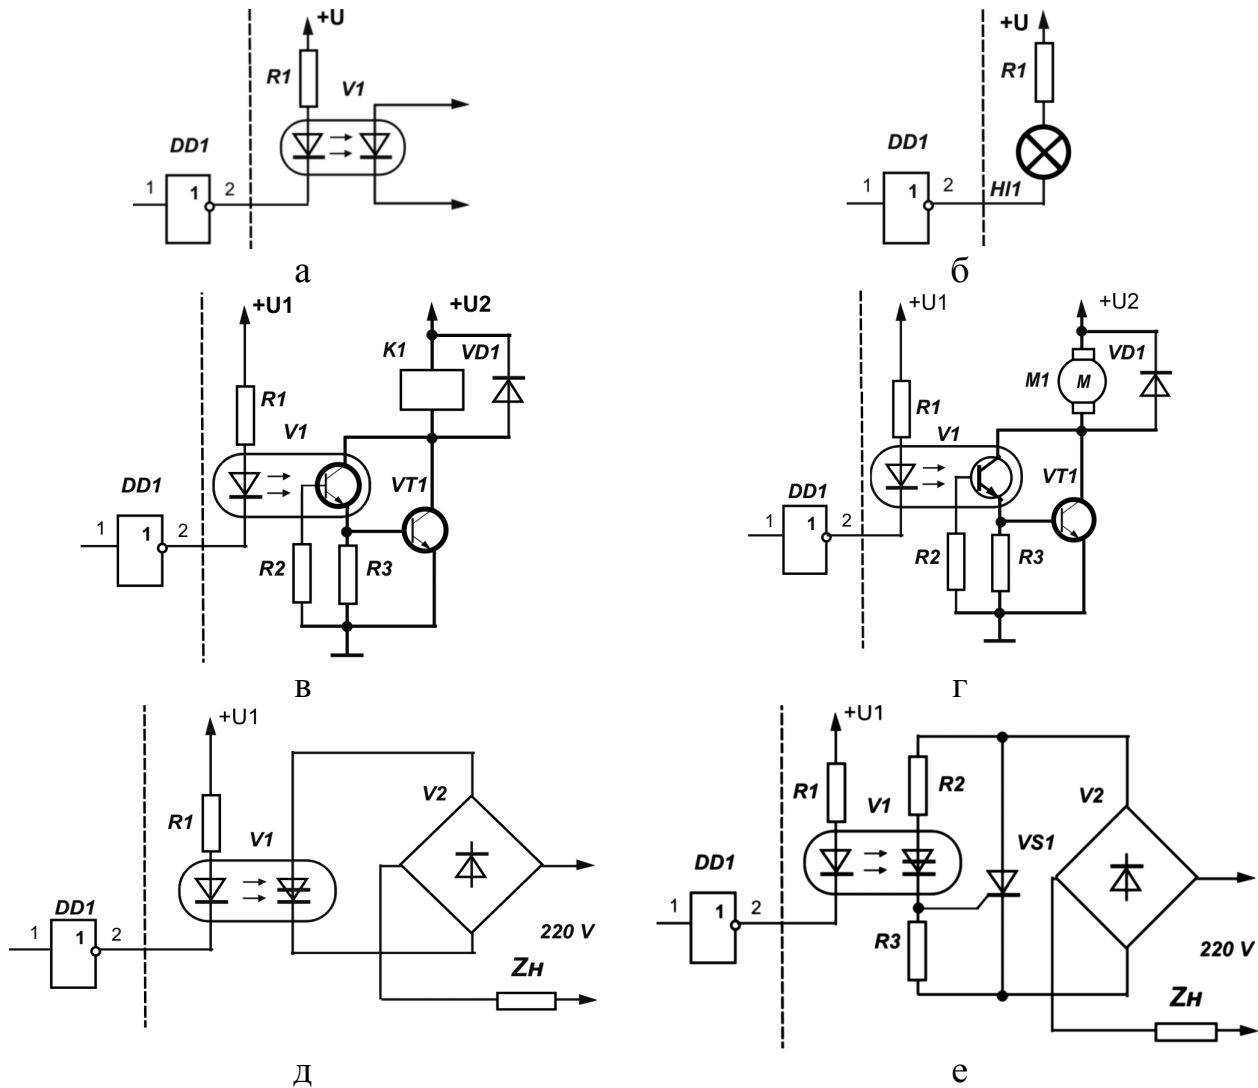 +U
R1
V1
DD1
1
1
2
а
+U
R1
DD1
1
1
2
HI1
б
+U1
+U2
K1
VD1
R1
V1
DD1
VT1
1
1
2
R2
R3
в
+U1
+U2
VD1
M1
M
R1
V1
VT1
DD1
1
1
2
R2
R3
г
+U1
V2
R1
V1
DD1
1
1
2
220 V
Zн
д
+U1
R1
V1
R2
V2
VS1
DD1
1
1
2
R3
220 V
Zн
е